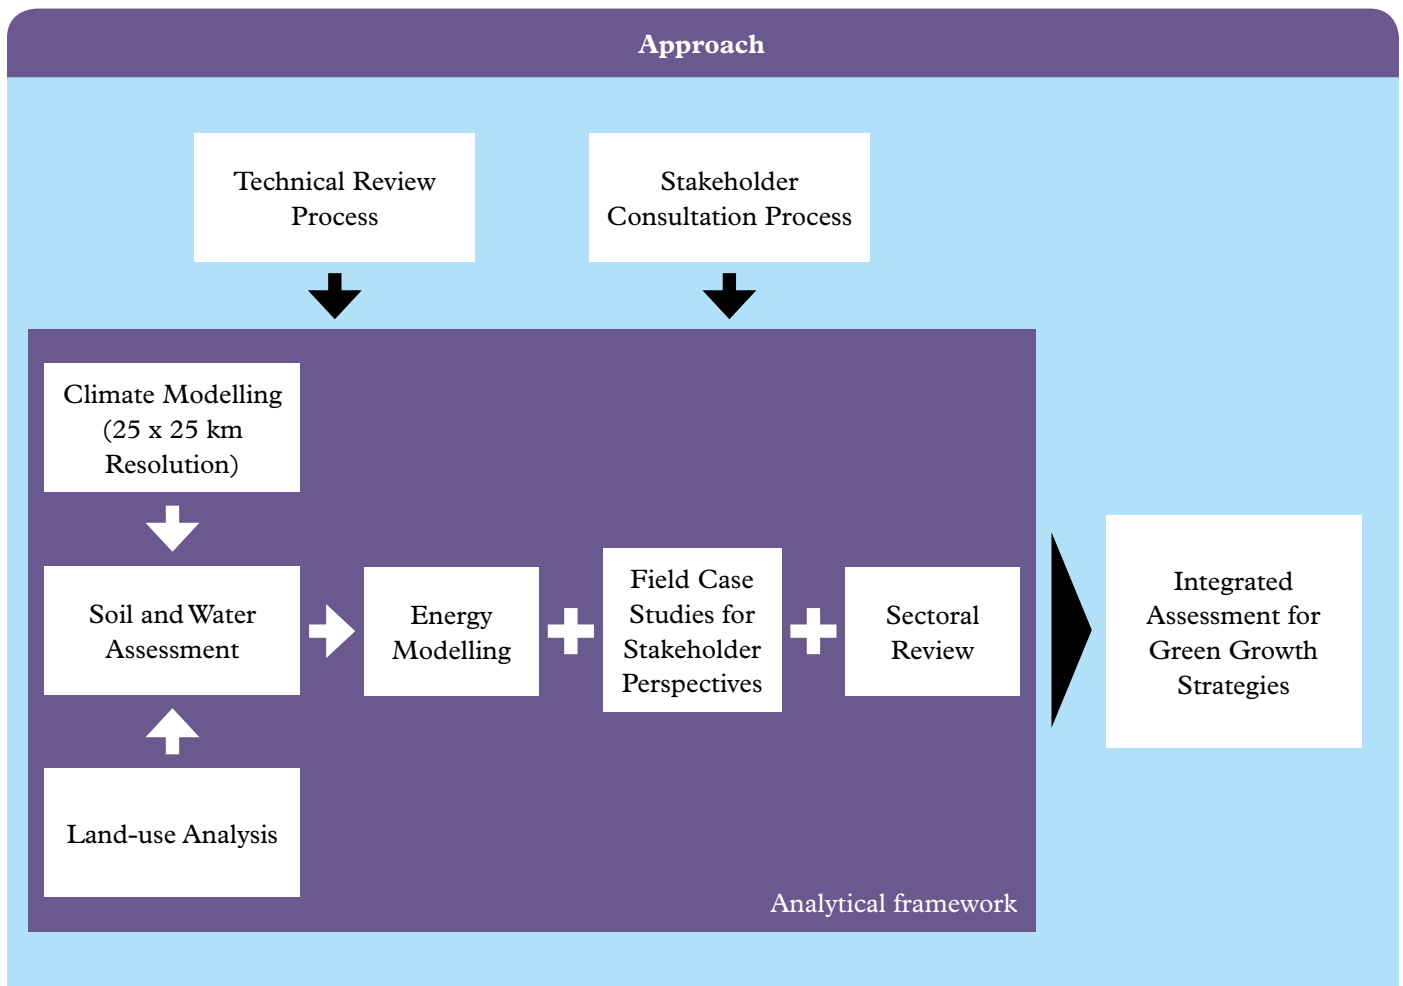 Approach
Technical Review
Process
Stakeholder
Consultation Process
Climate Modelling
(25 x 25 km
Resolution)
Soil and Water
Assessment
Energy
Modelling
Field Case
Studies for
Stakeholder
Perspectives
Sectoral
Review
Integrated
Assessment for
Green Growth
Strategies
Land-use Analysis
Analytical framework